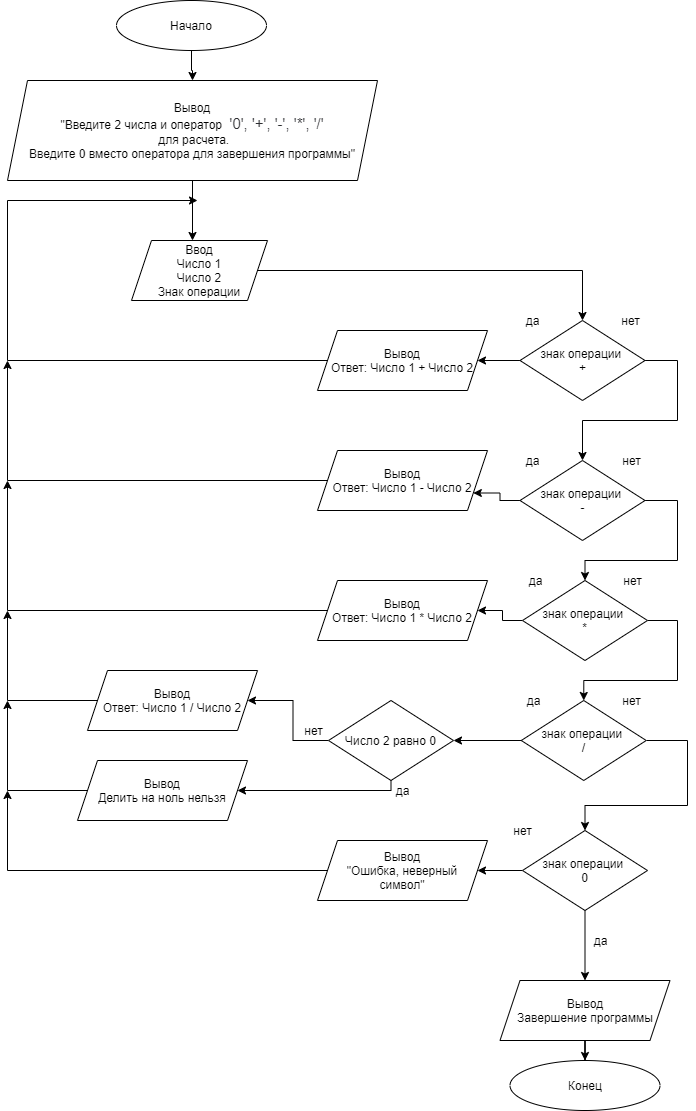 Начало
Вывод
"Введите 2 числа и оператор '0', '+', '-', '*', '/'
для расчета.
Введите 0 вместо оператора для завершения программы"
Ввод
Число 1
Число 2
Знак операции
да
нет
знак операции
+
Вывод
Ответ: Число 1 + Число 2
да
нет
знак операции
-
Вывод
Ответ: Число 1 - Число 2
да
нет
знак операции
*
Вывод
Ответ: Число 1 * Число 2
да
нет
знак операции
/
Число 2 равно 0
нет
Вывод
Ответ: Число 1 / Число 2
да
Вывод
Делить на ноль нельзя
нет
знак операции
0
Вывод
"Ошибка, неверный
символ"
да
Вывод
Завершение программы
Конец